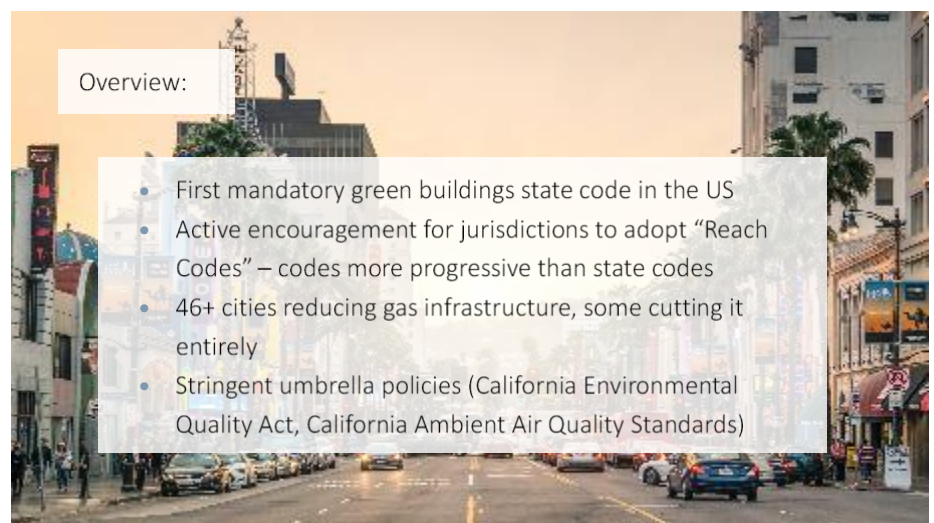 Overview:
• First mandatory green buildings state code in the US
• Active encouragement for jurisdictions to adopt “Reach
Codes” – codes more progressive than state codes
• 46+ cities reducing gas infrastructure, some cutting it
entirely
• Stringent umbrella policies (California Environmental
Quality Act, California Ambient Air Quality Standards)